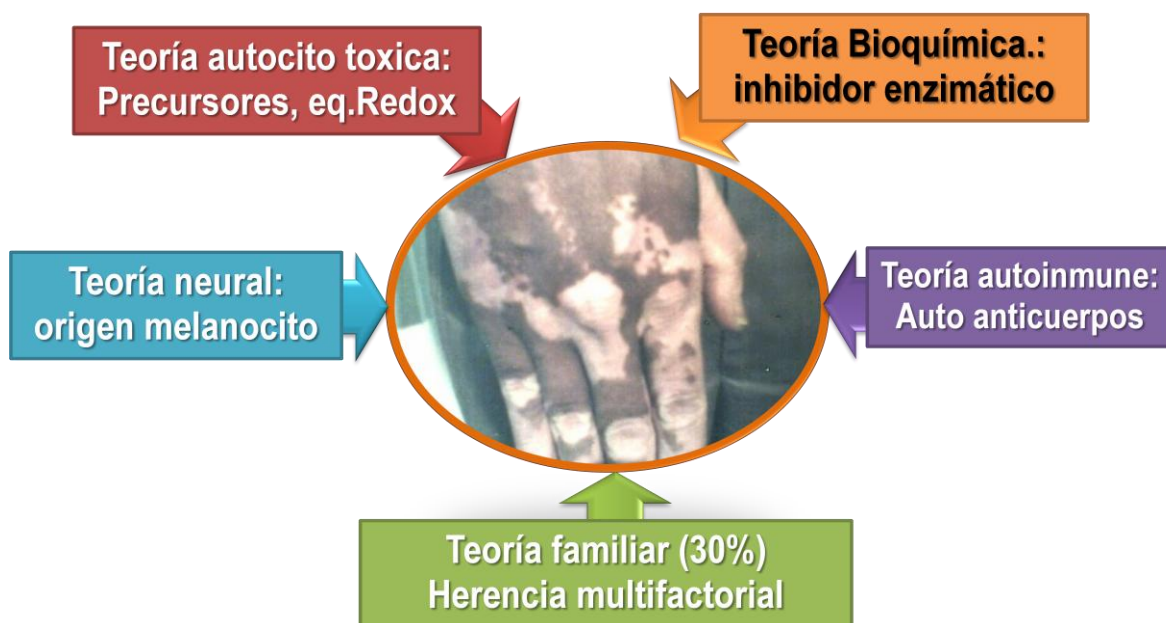 Teoría autocito toxica:
Precursores, eq.Redox
Teoría Bioquímica.:
inhibidor enzimático
Teoría neural:
origen melanocito
Teoría autoinmune:
Auto anticuerpos
Teoría familiar (30%)
Herencia multifactorial